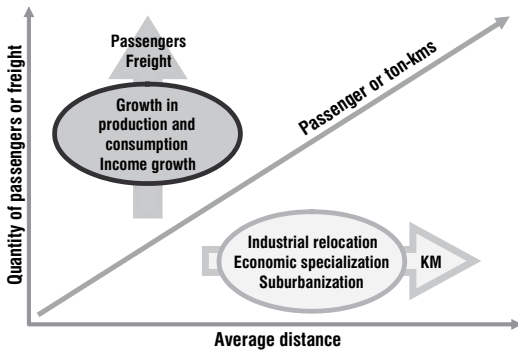 Quantity of passengers or freight
Passengers
Freight
Growth in
production and
consumption
Income growth
Passenger or ton-kms
Industrial relocation
Economic specialization
Suburbanization
KM
Average distance